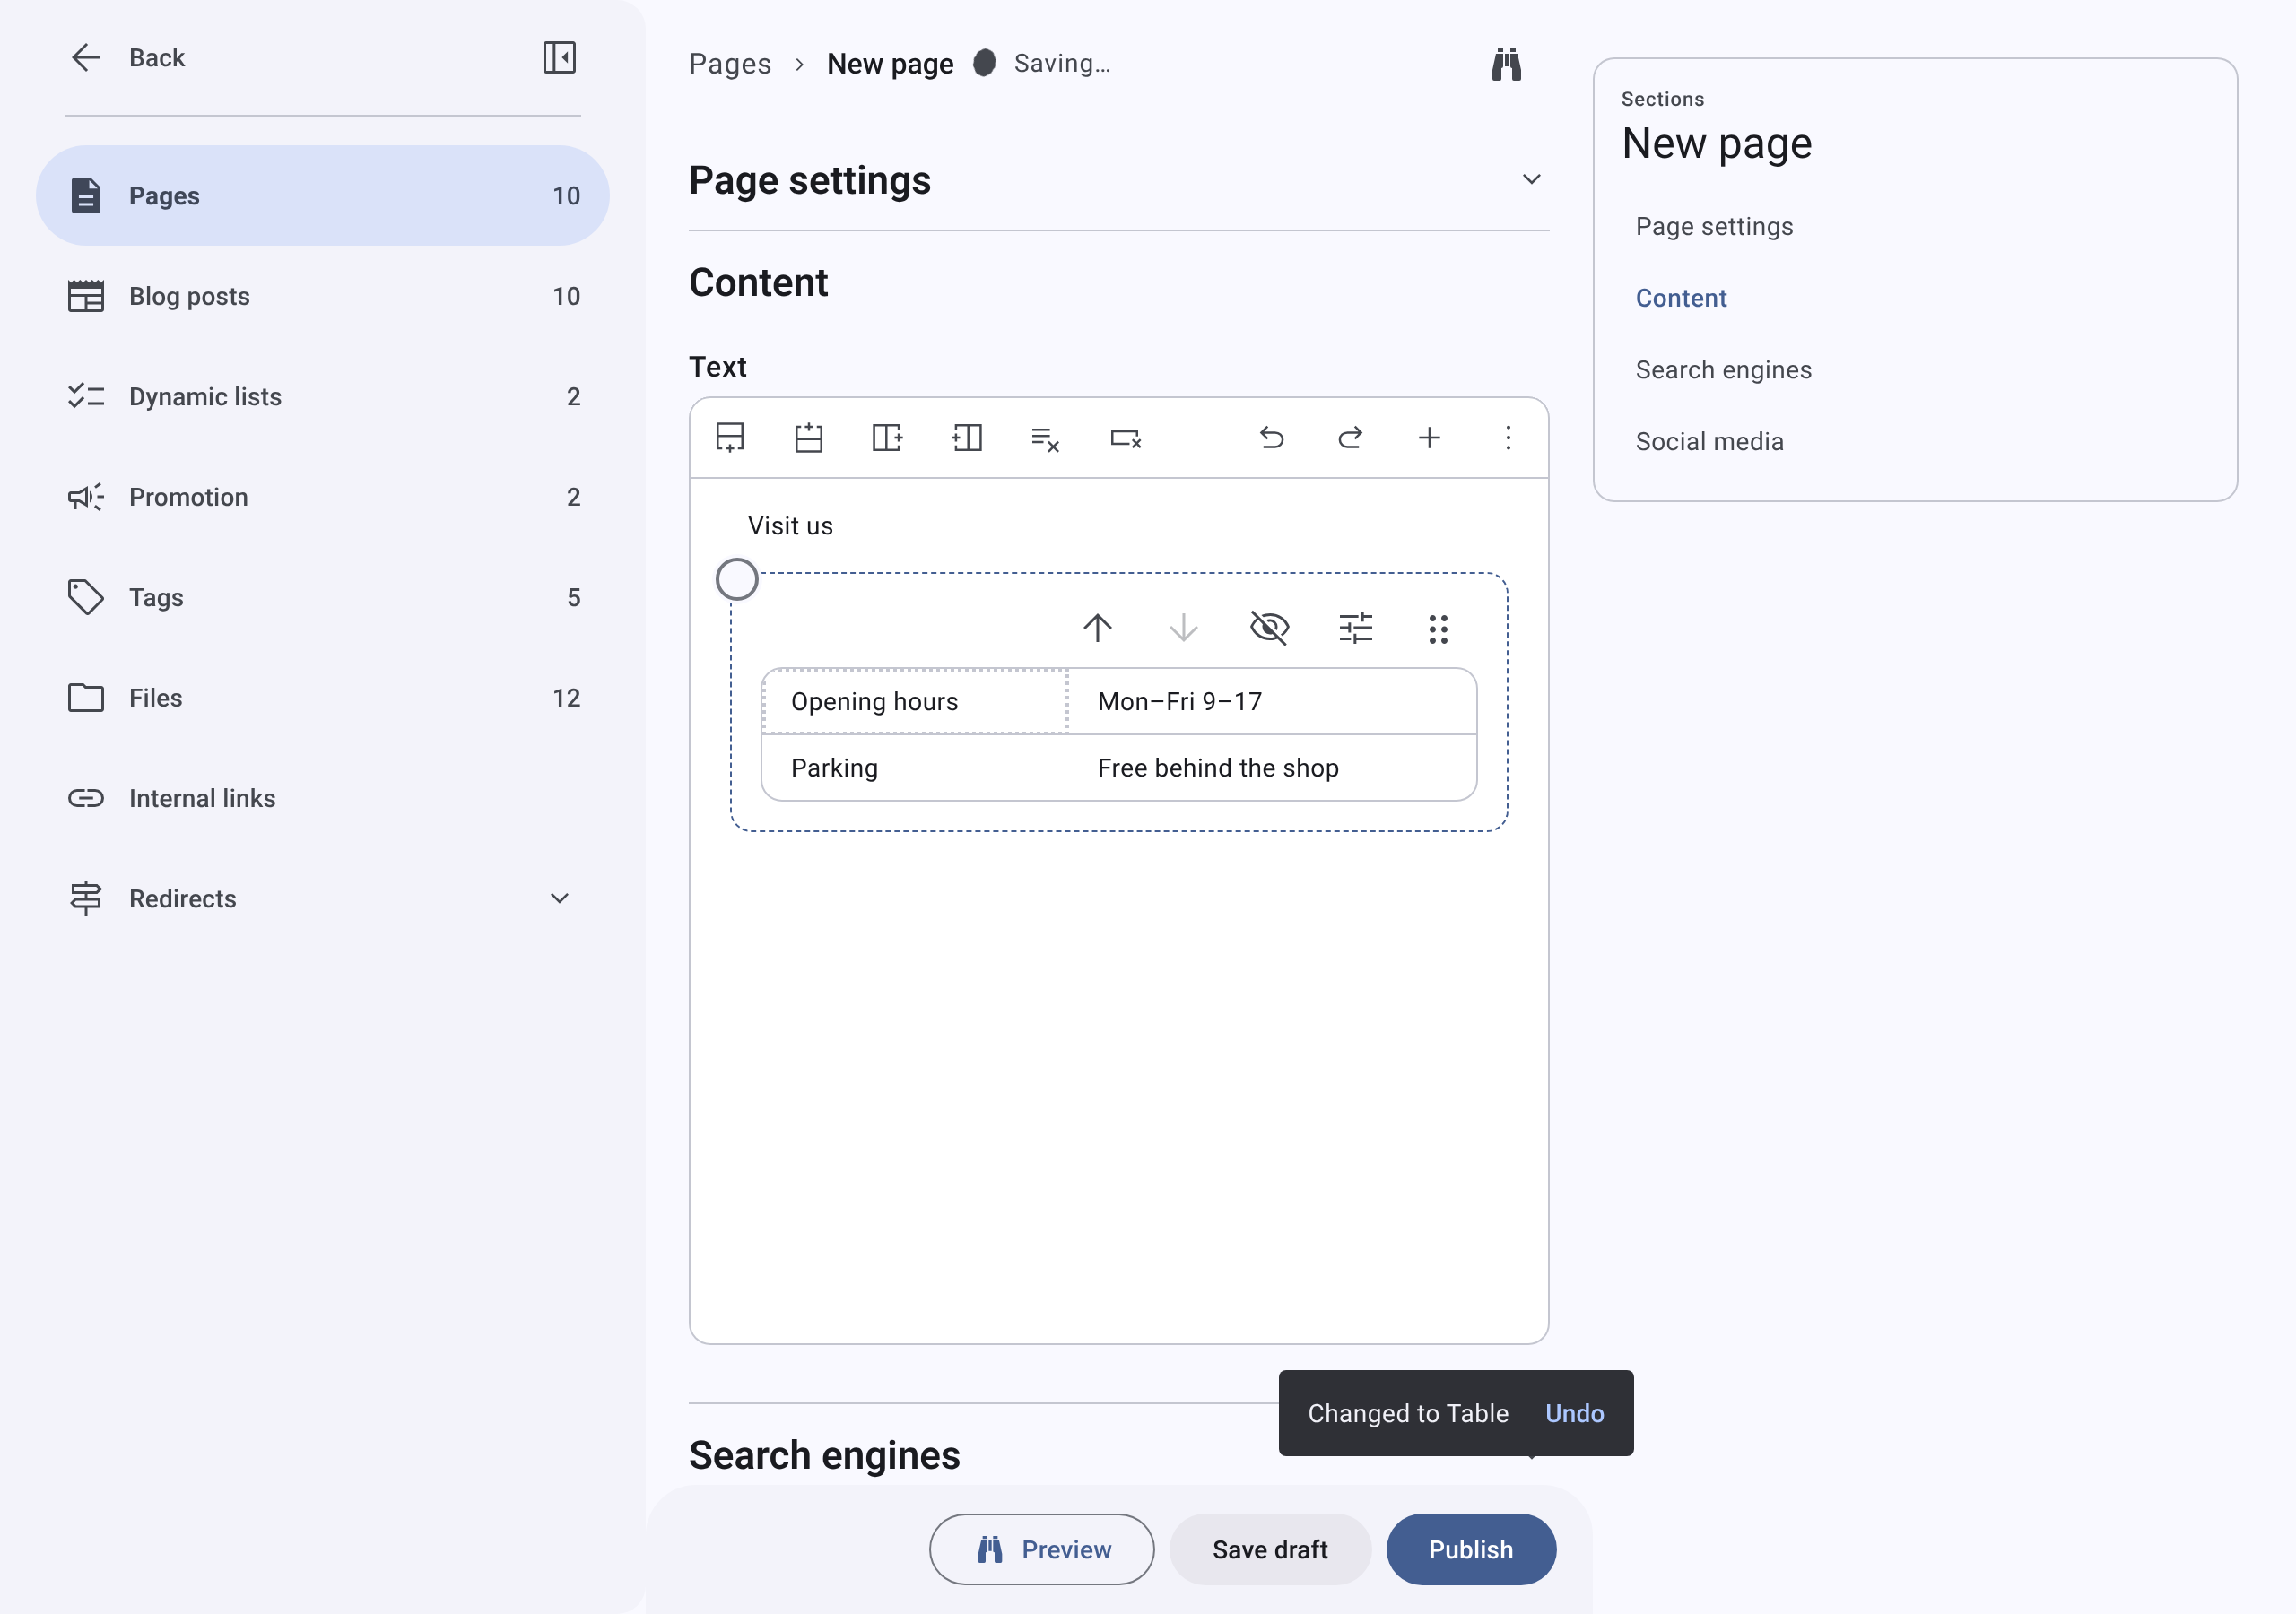 Back
Pages 10
Blog posts 10
Dynamic lists 2
Promotion 2
Tags 5
Files 12
Internal links
Redirects
Pages > New page Saving...
Page settings
Content
Text
Visit us
Opening hours Mon–Fri 9–17
Parking Free behind the shop
Search engines
Changed to Table Undo
Preview Save draft Publish
Sections
New page
Page settings
Content
Search engines
Social media